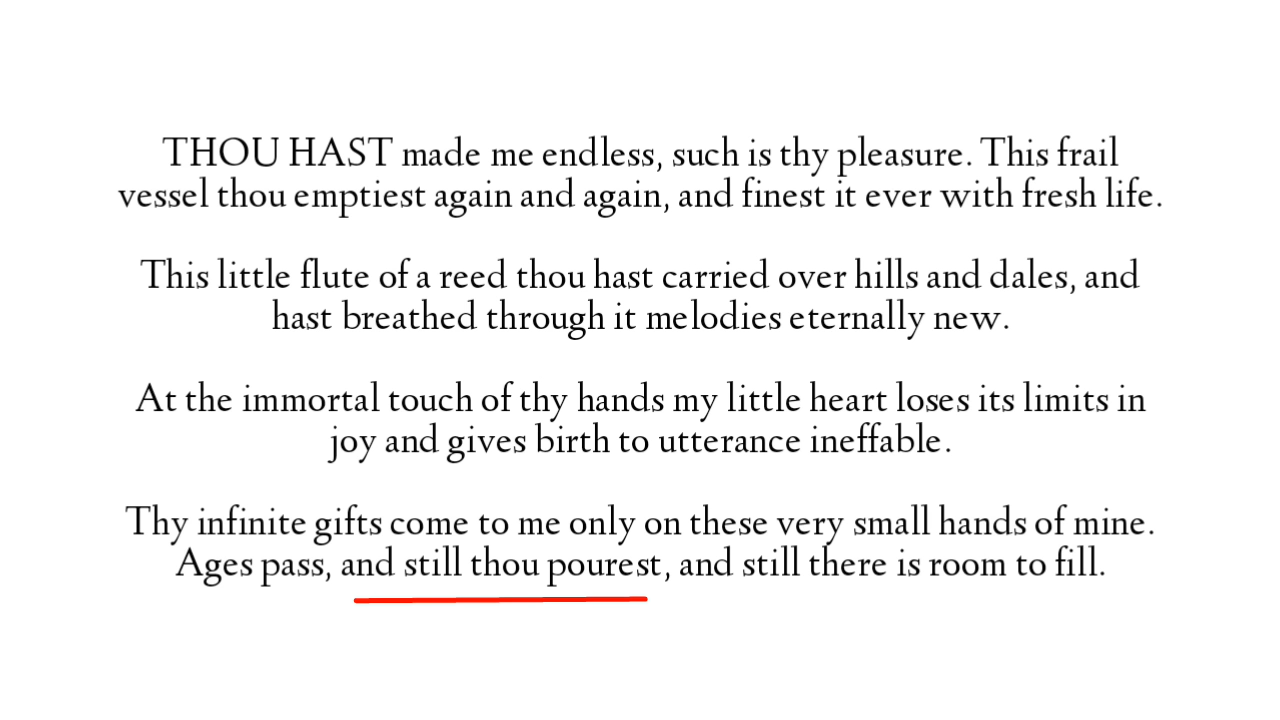 THOU HAST made me endless, such is thy pleasure. This frail
vessel thou emptiest again and again, and finest it ever with fresh life.
This little flute of a reed thou hast carried over hills and dales, and
hast breathed through it melodies eternally new.
At the immortal touch of thy hands my little heart loses its limits in
joy and gives birth to utterance ineffable.
Thy infinite gifts come to me only on these very small hands of mine.
Ages pass, and still thou pourest, and still there is room to fill.